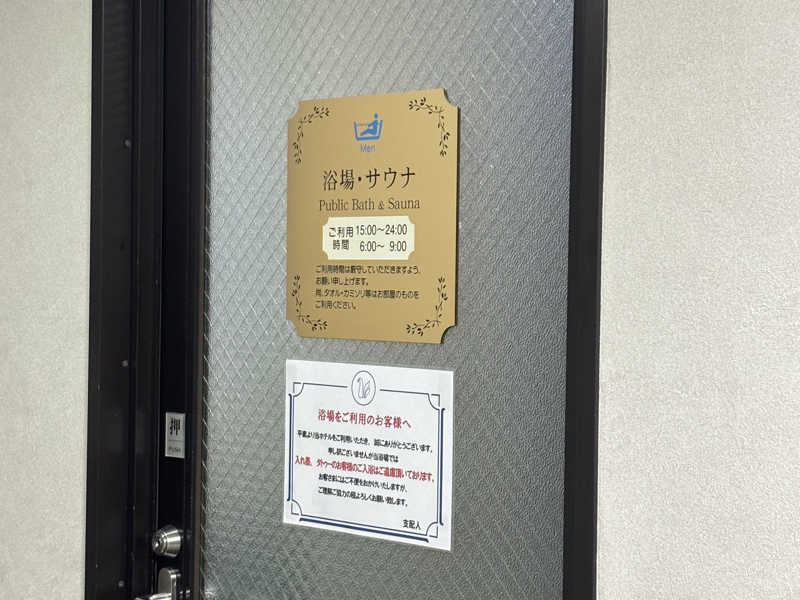 Men
浴場・サウナ
Public Bath & Sauna
ご利用 15:00～24:00
時間 6:00～ 9:00
ご利用時間は厳守していただきますよう、
お願い申し上げます。
尚、タオル・カミソリ等はお部屋のものを
ご利用ください。
浴場をご利用のお客様へ
平素より当ホテルをご利用いただき、誠にありがとうございます。
申し訳ございませんが当浴場では
入れ墨、タトゥーのお客様のご入浴はご遠慮頂いております。
お客さまにはご不便をおかけいたしますが、
ご理解ご協力の程よろしくお願い致します。
支配人
押
PUSH